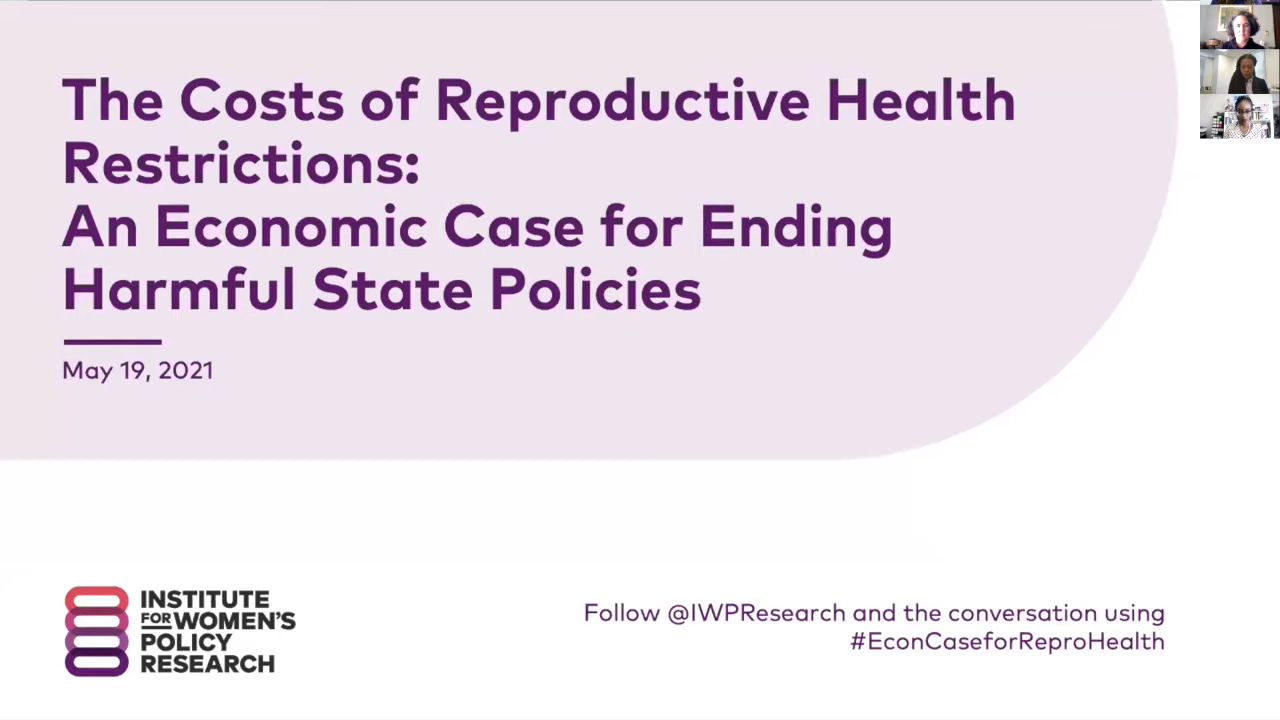 The Costs of Reproductive Health
Restrictions:
An Economic Case for Ending
Harmful State Policies
May 19, 2021
INSTITUTE
FOR WOMEN'S
POLICY
RESEARCH
Follow @IWPResearch and the conversation using
#EconCaseforReproHealth